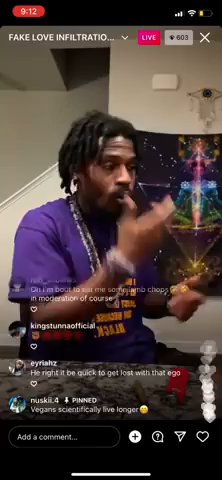 9:12
FAKE LOVE INFILTRATIO...
LIVE
603
Oh I'm bout to kill me some lamb chops
in moderation of course
kingstunnaofficial
eyriahz
He right it be quick to get lost with that ego
nuskii.4 PINNED
Vegans scientifically live longer
Add a comment...